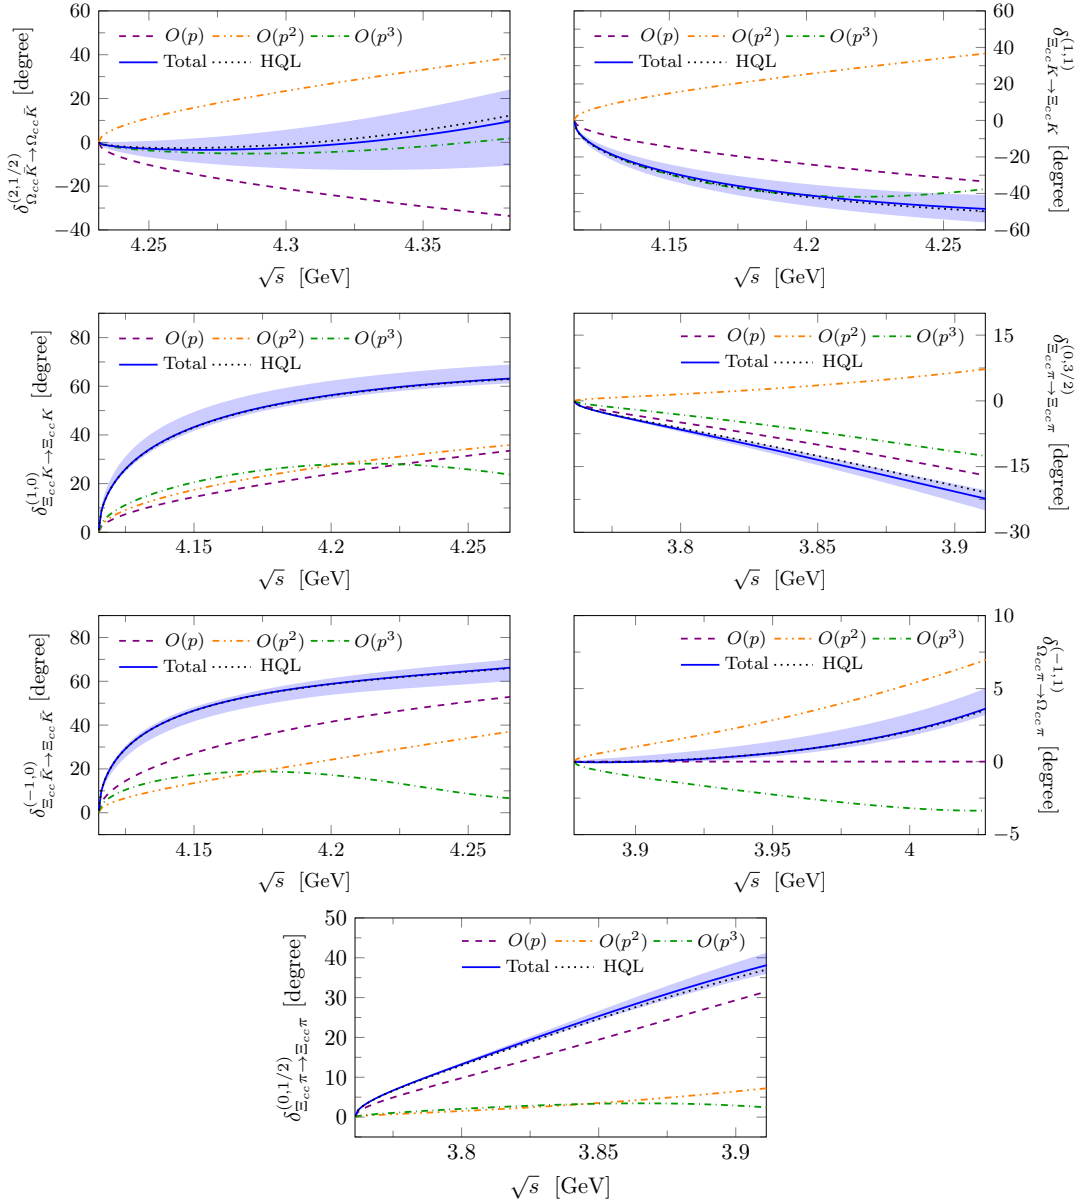 60
40
20
0
−20
−40
δ^{(2,1/2)}_{Ω_{cc}K̄→Ω_{cc}K̄} [degree]
O(p) O(p²) O(p³)
Total HQL
4.25 4.3 4.35
√s [GeV]
60
40
20
0
−20
−40
−60
δ^{(1,1)}_{Ξ_{cc}K→Ξ_{cc}K} [degree]
O(p) O(p²) O(p³)
Total HQL
4.15 4.2 4.25
√s [GeV]
80
60
40
20
0
δ^{(1,0)}_{Ξ_{cc}K→Ξ_{cc}K} [degree]
O(p) O(p²) O(p³)
Total HQL
4.15 4.2 4.25
√s [GeV]
15
0
−15
−30
δ^{(0,3/2)}_{Ξ_{cc}π→Ξ_{cc}π} [degree]
O(p) O(p²) O(p³)
Total HQL
3.8 3.85 3.9
√s [GeV]
80
60
40
20
0
δ^{(−1,0)}_{Ξ_{cc}K̄→Ξ_{cc}K̄} [degree]
O(p) O(p²) O(p³)
Total HQL
4.15 4.2 4.25
√s [GeV]
10
5
0
−5
δ^{(−1,1)}_{Ω_{cc}π→Ω_{cc}π} [degree]
O(p) O(p²) O(p³)
Total HQL
3.9 3.95 4
√s [GeV]
50
40
30
20
10
0
δ^{(0,1/2)}_{Ξ_{cc}π→Ξ_{cc}π} [degree]
O(p) O(p²) O(p³)
Total HQL
3.8 3.85 3.9
√s [GeV]